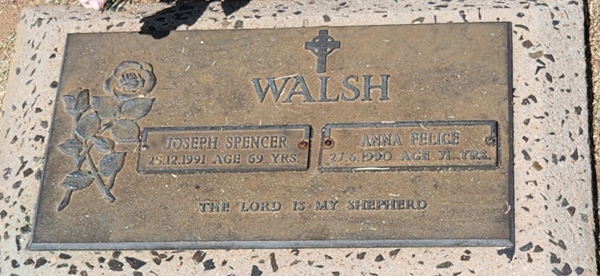 WALSH
JOSEPH SPENCER
25.12.1991 AGE 69 YRS.
ANNA FELICE
27.6.1990 AGE 71 YRS.
THE LORD IS MY SHEPHERD